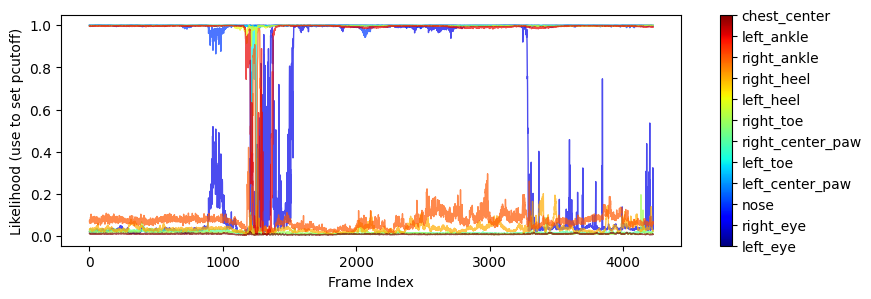 Likelihood (use to set pcutoff)
1.0
0.8
0.6
0.4
0.2
0.0
0
1000
2000
3000
4000
Frame Index
chest_center
left_ankle
right_ankle
right_heel
left_heel
right_toe
right_center_paw
left_toe
left_center_paw
nose
right_eye
left_eye